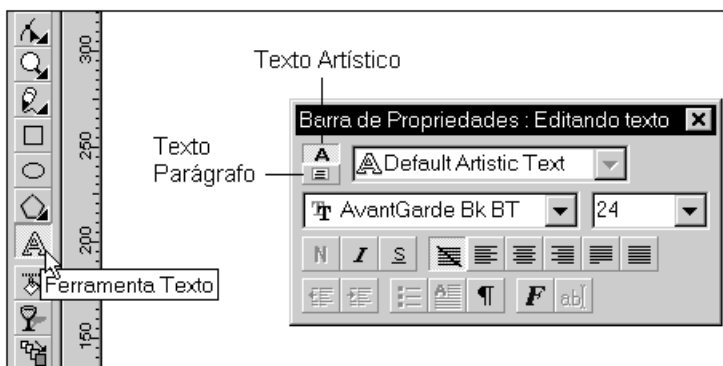 300
Texto Artístico
Barra de Propriedades : Editando texto
Texto
Parágrafo
A
Default Artistic Text
250
AvantGarde Bk BT
24
N I S
200
Ferramenta Texto
¶ F ab
150